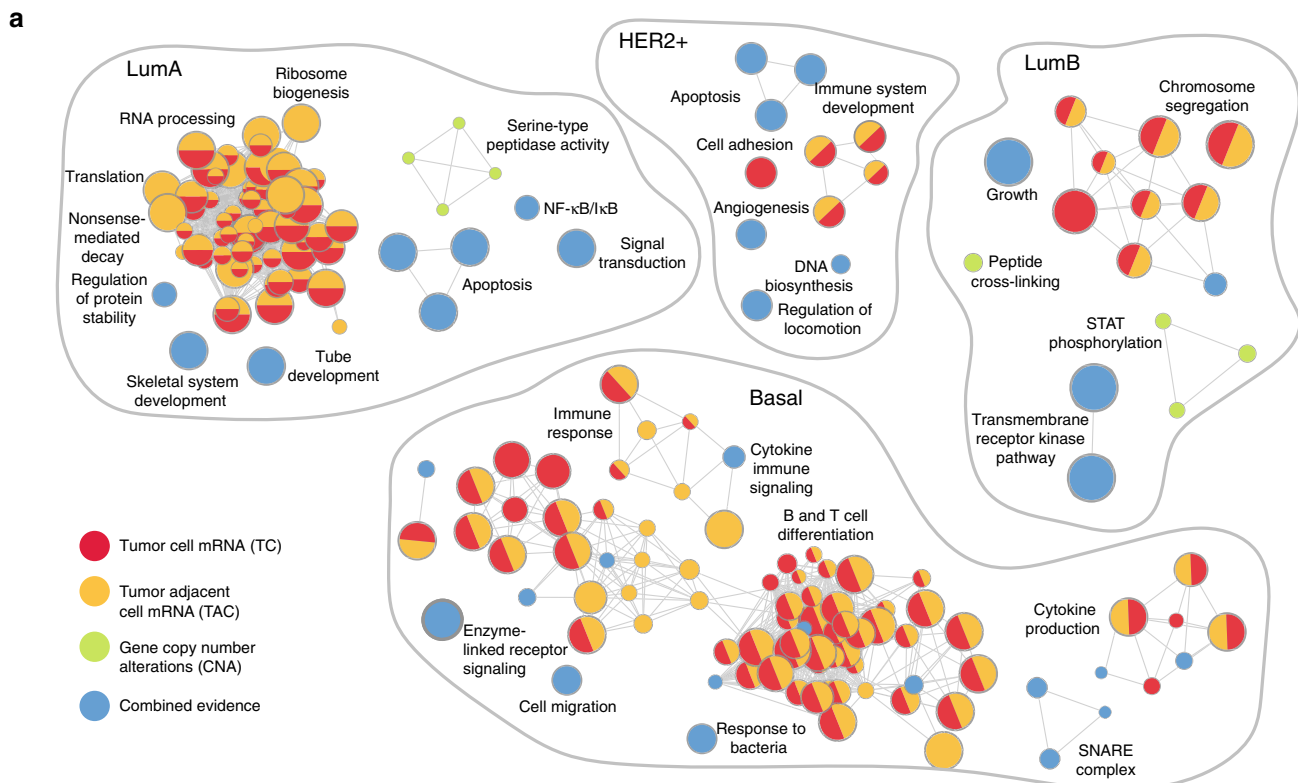 a
LumA
Ribosome
biogenesis
RNA processing
Translation
Nonsense-
mediated
decay
Regulation
of protein
stability
Skeletal system
development
Tube
development
Serine-type
peptidase activity
NF-κB/IκB
Signal
transduction
Apoptosis
HER2+
Apoptosis
Immune system
development
Cell adhesion
Angiogenesis
DNA
biosynthesis
Regulation of
locomotion
LumB
Chromosome
segregation
Growth
Peptide
cross-linking
STAT
phosphorylation
Transmembrane
receptor kinase
pathway
Basal
Immune
response
Cytokine
immune
signaling
B and T cell
differentiation
Enzyme-
linked receptor
signaling
Cell migration
Response to
bacteria
Cytokine
production
SNARE
complex
Tumor cell mRNA (TC)
Tumor adjacent
cell mRNA (TAC)
Gene copy number
alterations (CNA)
Combined evidence